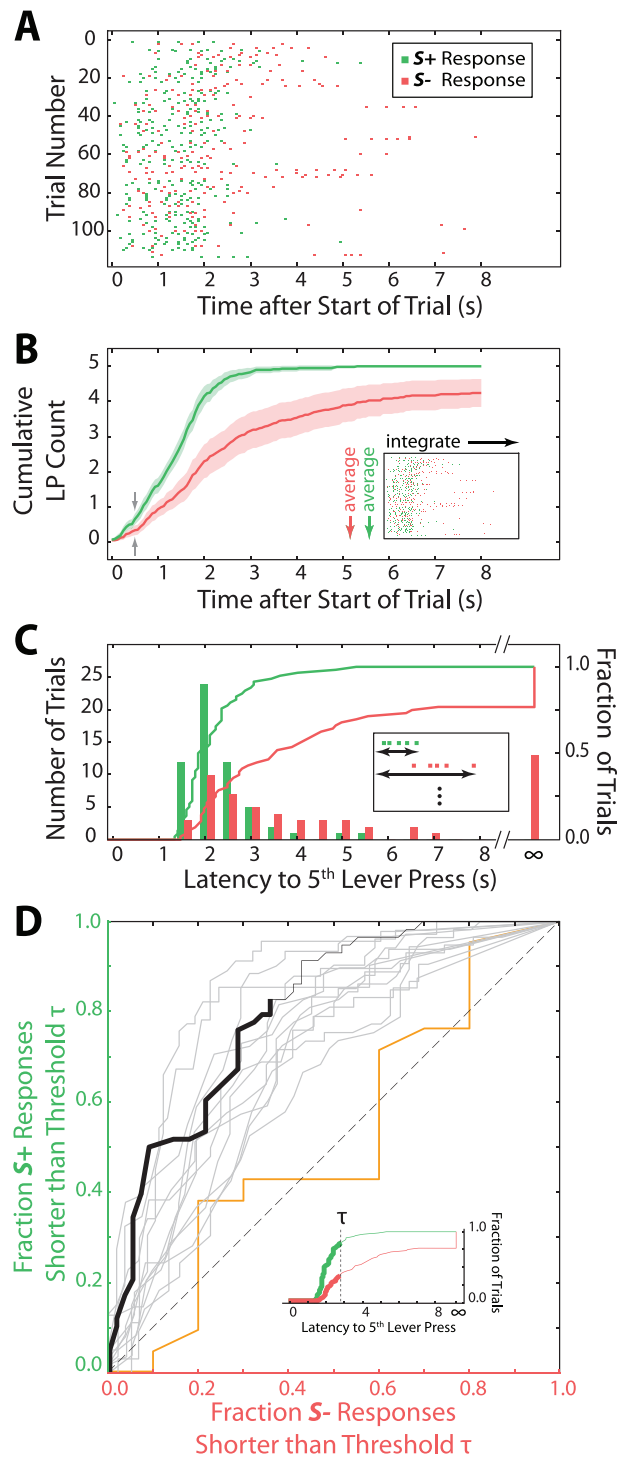 A
0
20
40
60
80
100
Trial Number
S+ Response
S- Response
0 1 2 3 4 5 6 7 8
Time after Start of Trial (s)
B
5
4
3
2
1
0
Cumulative
LP Count
integrate
average
average
0 1 2 3 4 5 6 7 8
Time after Start of Trial (s)
C
25
20
15
10
5
0
Number of Trials
1.0
0.5
0.0
Fraction of Trials
0 1 2 3 4 5 6 7 8 ∞
Latency to 5th Lever Press (s)
D
1.0
0.8
0.6
0.4
0.2
0.0
Fraction S+ Responses
Shorter than Threshold τ
τ
1.0
0.0
Fraction of Trials
0 2 4 8 ∞
Latency to 5th Lever Press
0.0 0.2 0.4 0.6 0.8 1.0
Fraction S- Responses
Shorter than Threshold τ